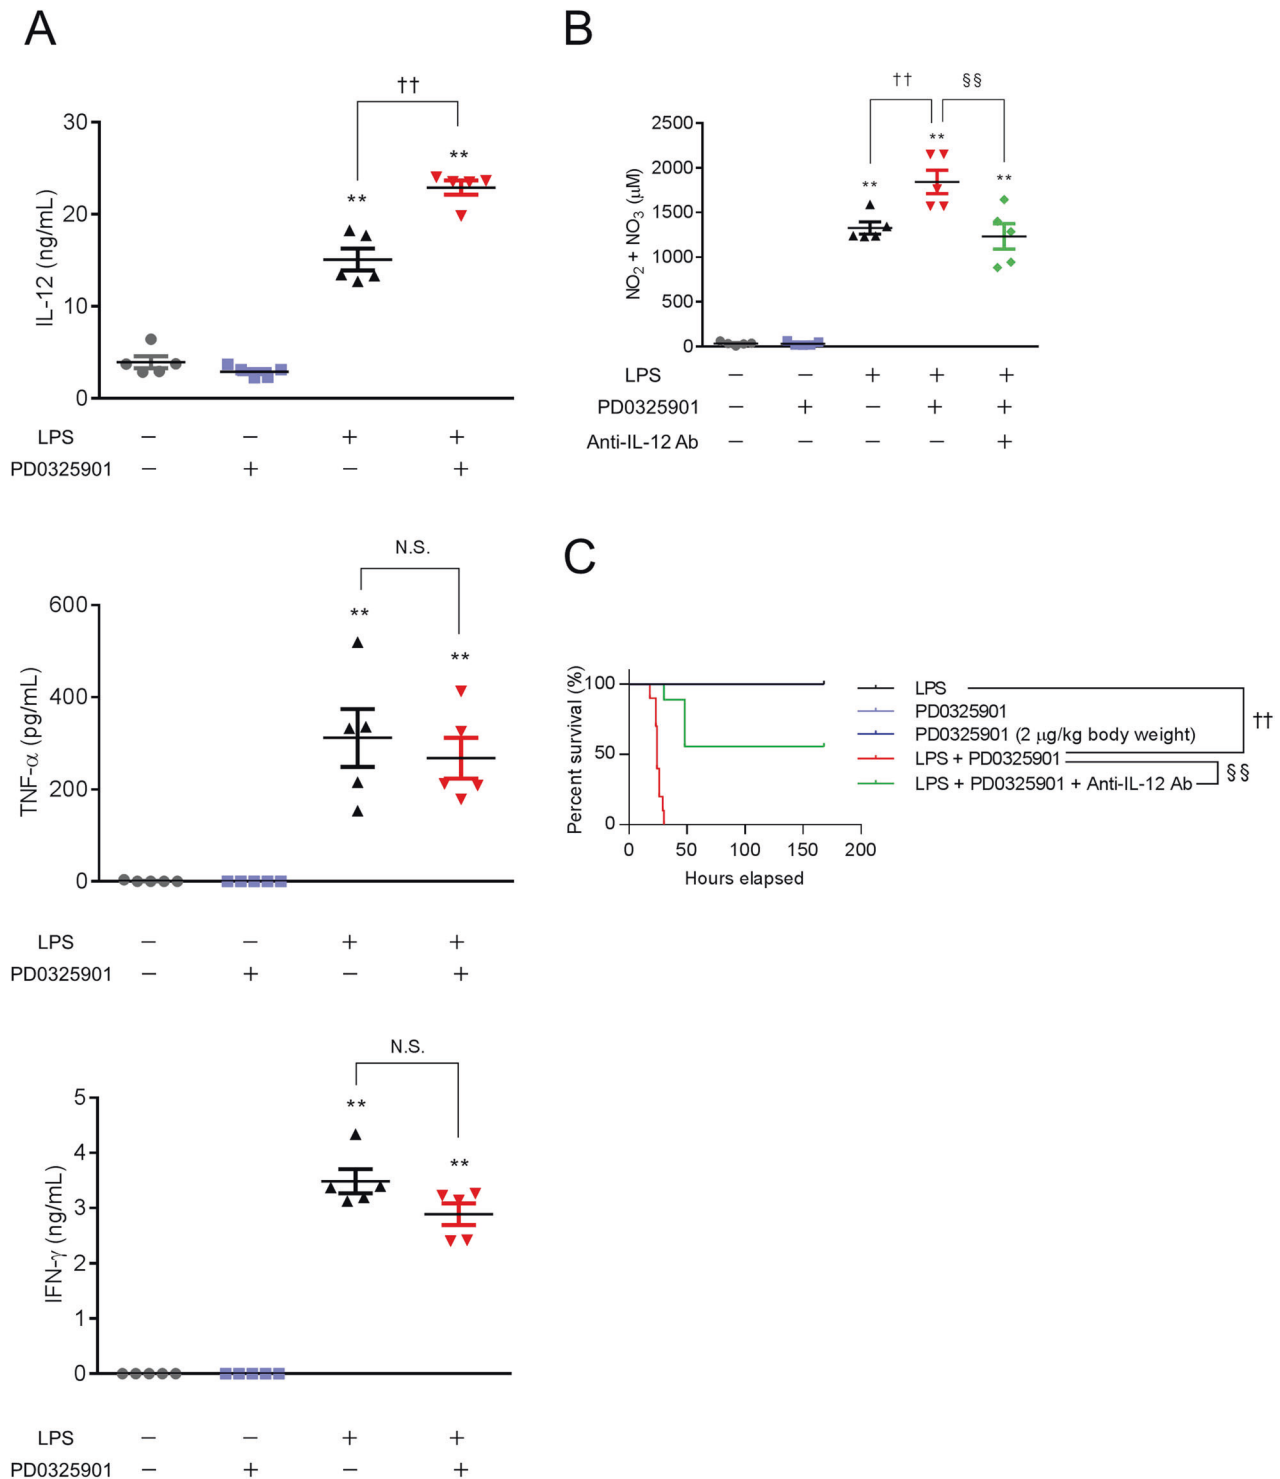 A
††
30
**
**
20
10
0
IL-12 (ng/mL)
LPS − − + +
PD0325901 − + − +
N.S.
600
**
**
400
200
0
TNF-α (pg/mL)
LPS − − + +
PD0325901 − + − +
N.S.
5
**
4
**
3
2
1
0
IFN-γ (ng/mL)
LPS − − + +
PD0325901 − + − +
B
†† §§
2500
**
2000
** **
1500
1000
500
0
NO2 + NO3 (μM)
LPS − − + + +
PD0325901 − + − + +
Anti-IL-12 Ab − − − − +
C
100
50
0
Percent survival (%)
0 50 100 150 200
Hours elapsed
LPS
PD0325901
PD0325901 (2 μg/kg body weight)
LPS + PD0325901
LPS + PD0325901 + Anti-IL-12 Ab
††
§§